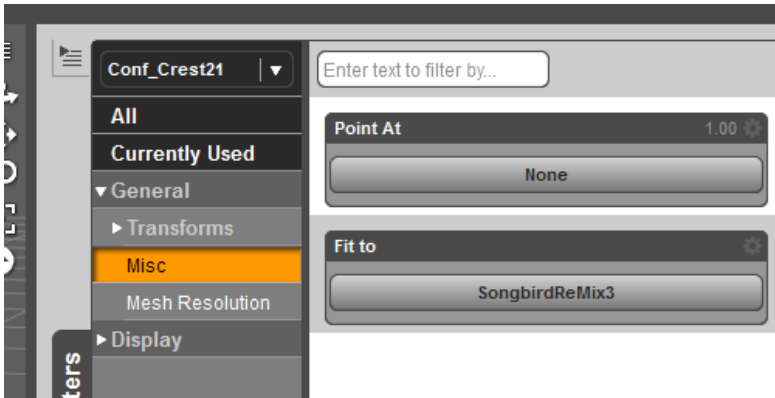 Conf_Crest21
Enter text to filter by...
All
Currently Used
General
Transforms
Misc
Mesh Resolution
Display
Point At 1.00
None
Fit to
SongbirdReMix3
ters